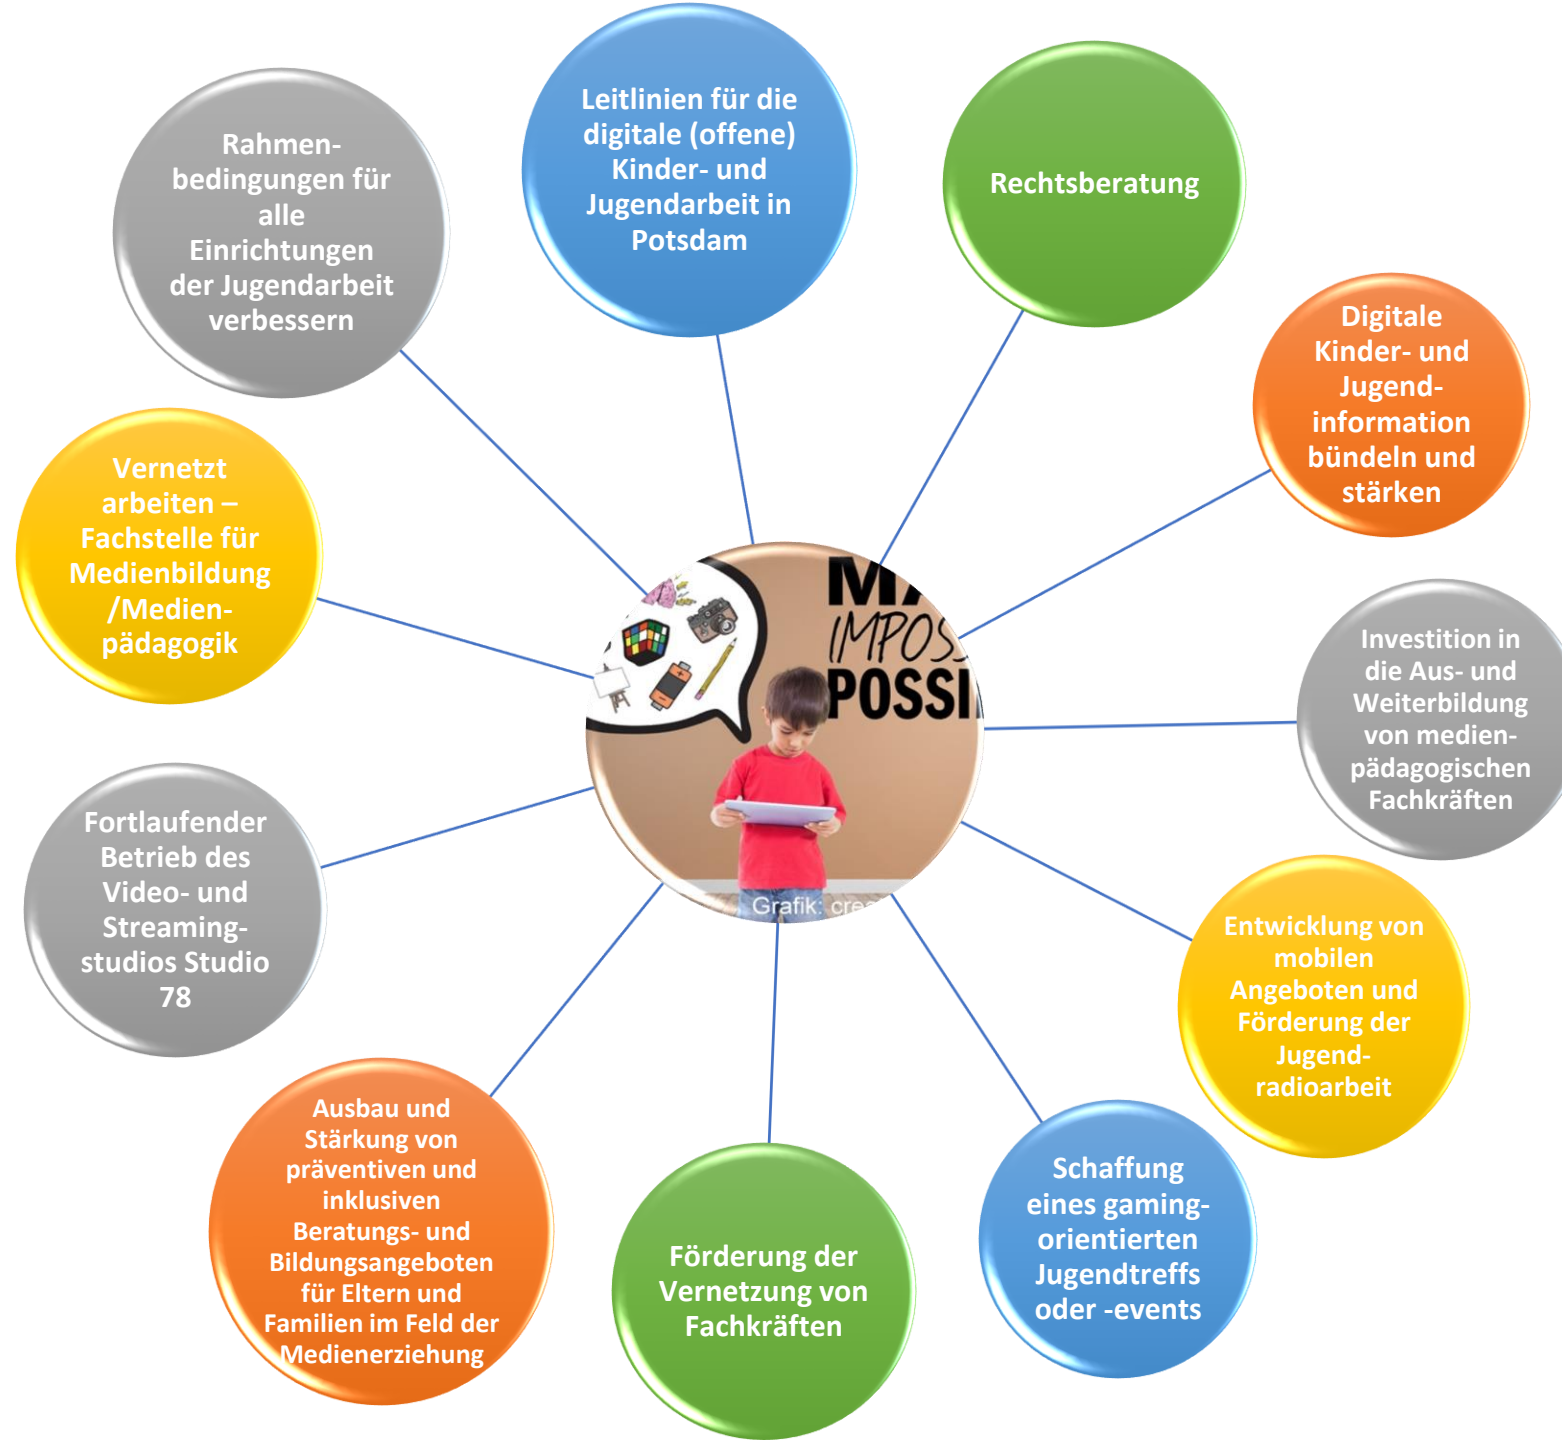 Leitlinien für die
digitale (offene)
Kinder- und
Jugendarbeit in
Potsdam
Rechtsberatung
Digitale
Kinder- und
Jugend-
information
bündeln und
stärken
Investition in
die Aus- und
Weiterbildung
von medien-
pädagogischen
Fachkräften
Entwicklung von
mobilen
Angeboten und
Förderung der
Jugend-
radioarbeit
Schaffung
eines gaming-
orientierten
Jugendtreffs
oder -events
Förderung der
Vernetzung von
Fachkräften
Ausbau und
Stärkung von
präventiven und
inklusiven
Beratungs- und
Bildungsangeboten
für Eltern und
Familien im Feld der
Medienerziehung
Fortlaufender
Betrieb des
Video- und
Streaming-
studios Studio
78
Vernetzt
arbeiten –
Fachstelle für
Medienbildung
/Medien-
pädagogik
Rahmen-
bedingungen für
alle
Einrichtungen
der Jugendarbeit
verbessern
Grafik: